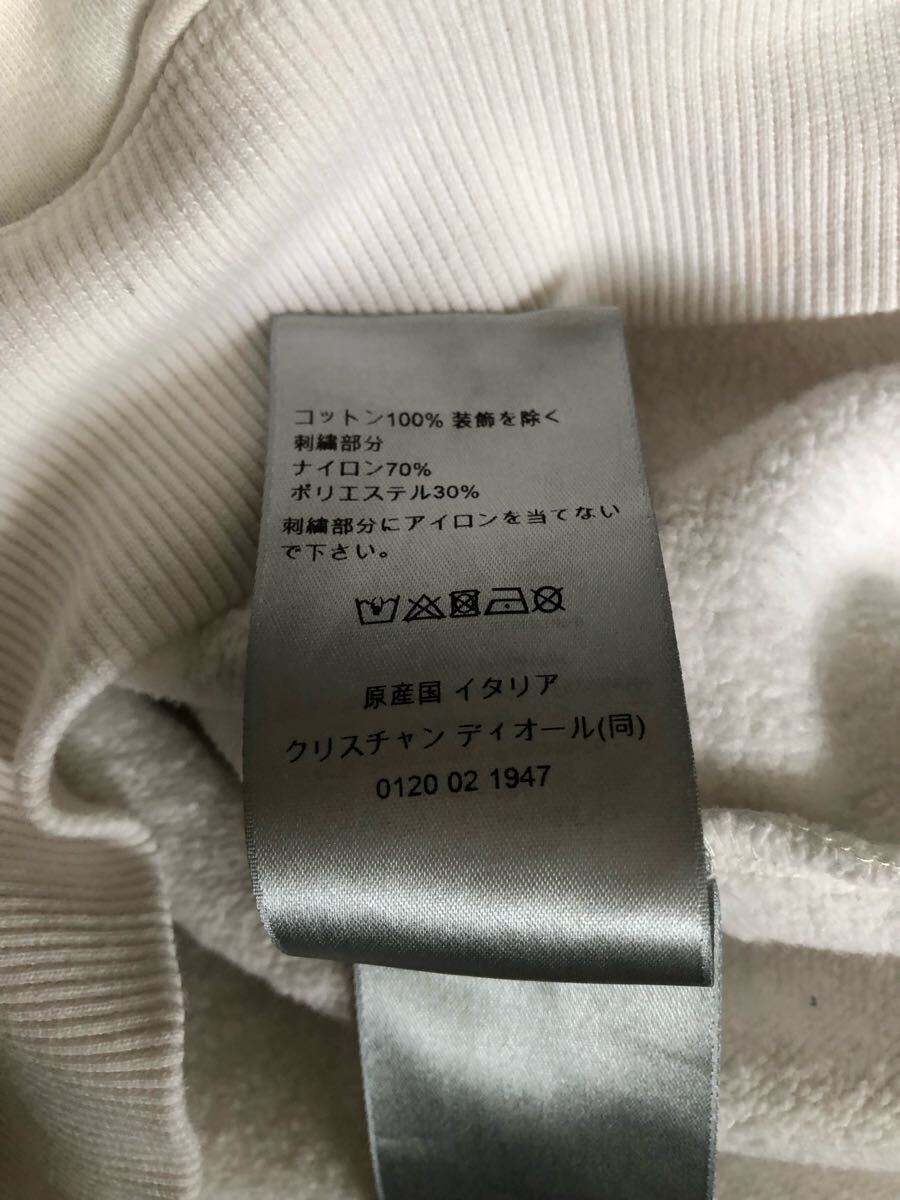 コットン100% 装飾を除く
刺繍部分
ナイロン70%
ポリエステル30%
刺繍部分にアイロンを当てない
で下さい。
原産国 イタリア
クリスチャン ディオール(同)
0120 02 1947